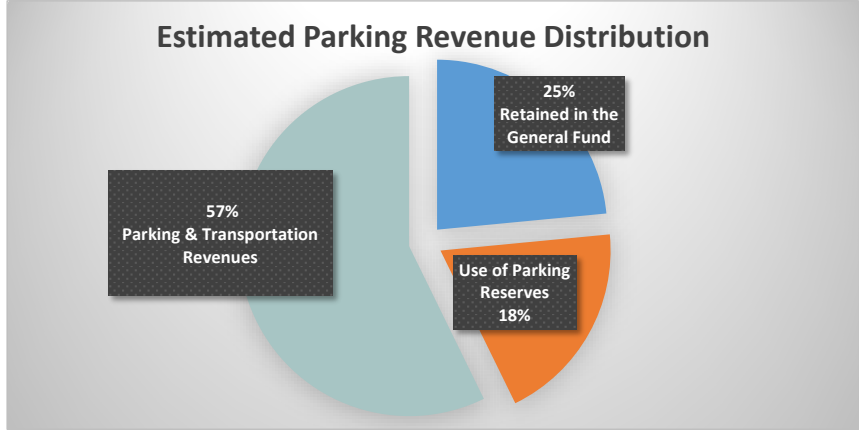 Estimated Parking Revenue Distribution
25%
Retained in the
General Fund
57%
Parking & Transportation
Revenues
Use of Parking
Reserves
18%